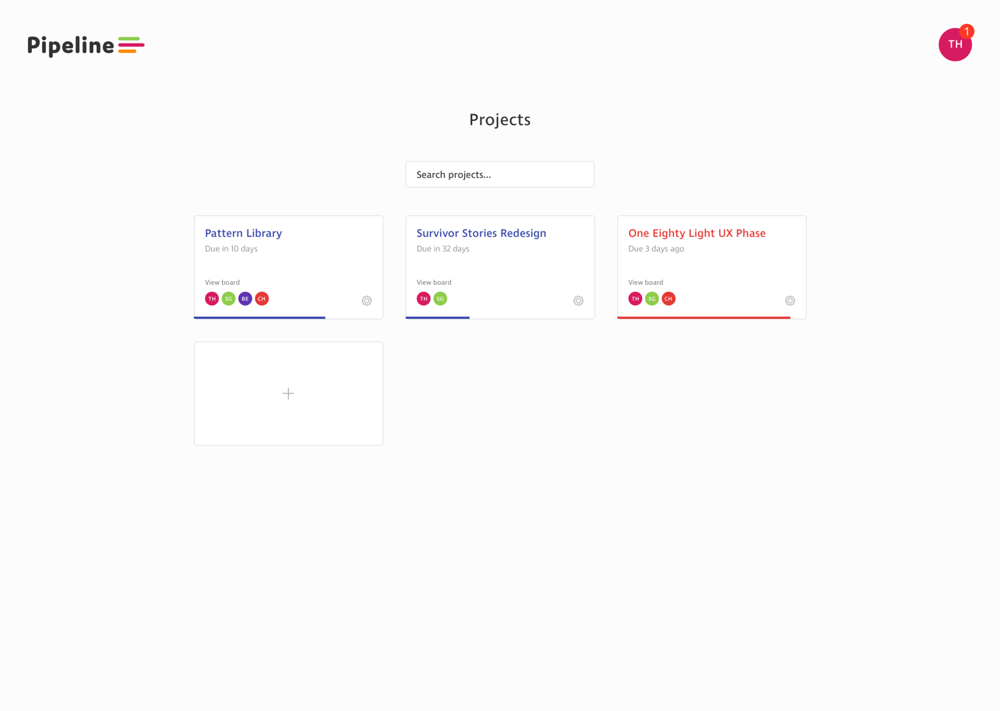 Pipeline
TH
1
Projects
Search projects...
Pattern Library
Due in 10 days
View board
TH SG BE CH
Survivor Stories Redesign
Due in 32 days
View board
TH SG
One Eighty Light UX Phase
Due 3 days ago
View board
TH SG CH